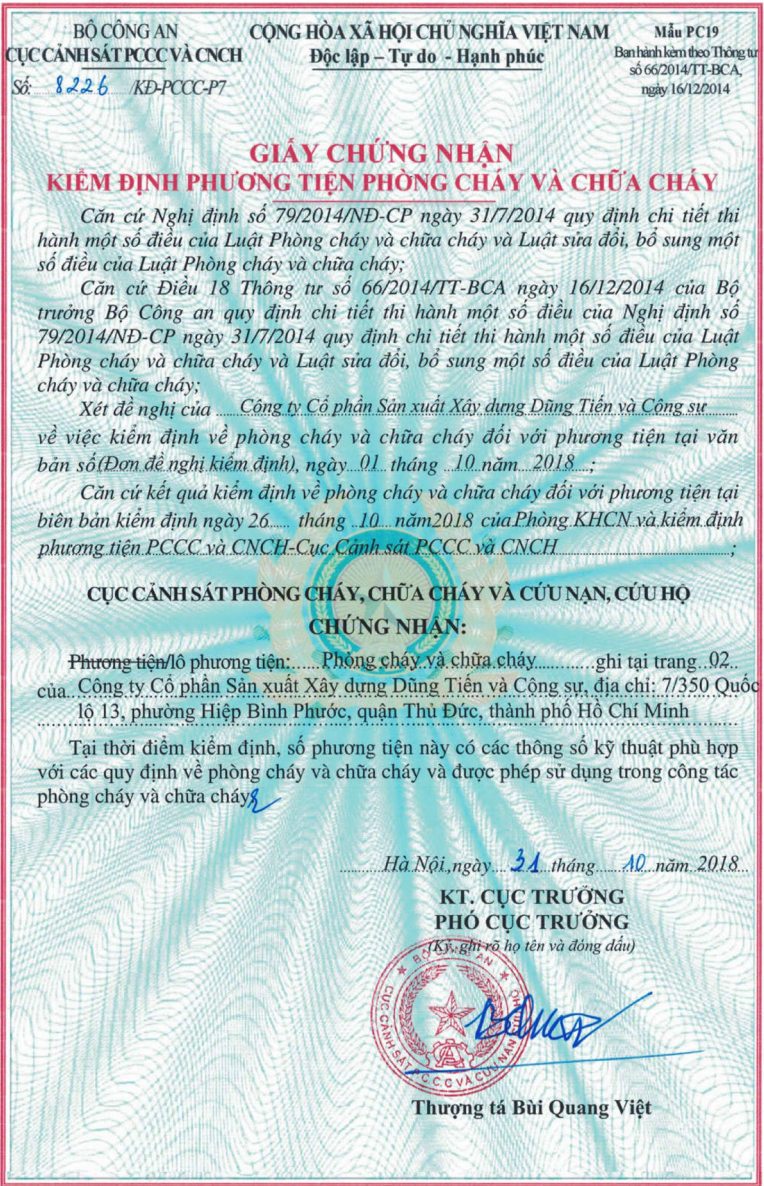 BỘ CÔNG AN
CỤC CẢNH SÁT PCCC VÀ CNCH
Số: 8226 /KĐ-PCCC-P7
CỘNG HÒA XÃ HỘI CHỦ NGHĨA VIỆT NAM
Độc lập – Tự do - Hạnh phúc
Mẫu PC19
Ban hành kèm theo Thông tư
số 66/2014/TT-BCA,
ngày 16/12/2014
GIẤY CHỨNG NHẬN
KIỂM ĐỊNH PHƯƠNG TIỆN PHÒNG CHÁY VÀ CHỮA CHÁY
Căn cứ Nghị định số 79/2014/NĐ-CP ngày 31/7/2014 quy định chi tiết thi
hành một số điều của Luật Phòng cháy và chữa cháy và Luật sửa đổi, bổ sung một
số điều của Luật Phòng cháy và chữa cháy;
Căn cứ Điều 18 Thông tư số 66/2014/TT-BCA ngày 16/12/2014 của Bộ
trưởng Bộ Công an quy định chi tiết thi hành một số điều của Nghị định số
79/2014/NĐ-CP ngày 31/7/2014 quy định chi tiết thi hành một số điều của Luật
Phòng cháy và chữa cháy và Luật sửa đổi, bổ sung một số điều của Luật Phòng
cháy và chữa cháy;
Xét đề nghị của Công ty Cổ phần Sản xuất Xây dựng Dũng Tiến và Cộng sự
về việc kiểm định về phòng cháy và chữa cháy đối với phương tiện tại văn
bản số(Đơn đề nghị kiểm định), ngày 01 tháng 10 năm 2018 ;
Căn cứ kết quả kiểm định về phòng cháy và chữa cháy đối với phương tiện tại
biên bản kiểm định ngày 26 tháng 10 năm2018 của Phòng KHCN và kiểm định
phương tiện PCCC và CNCH-Cục Cảnh sát PCCC và CNCH ;
CỤC CẢNH SÁT PHÒNG CHÁY, CHỮA CHÁY VÀ CỨU NẠN, CỨU HỘ
CHỨNG NHẬN:
Phương tiện/lô phương tiện: Phòng cháy và chữa cháy ghi tại trang 02
của Công ty Cổ phần Sản xuất Xây dựng Dũng Tiến và Cộng sự, địa chỉ: 7/350 Quốc
lộ 13, phường Hiệp Bình Phước, quận Thủ Đức, thành phố Hồ Chí Minh
Tại thời điểm kiểm định, số phương tiện này có các thông số kỹ thuật phù hợp
với các quy định về phòng cháy và chữa cháy và được phép sử dụng trong công tác
phòng cháy và chữa cháy
Hà Nội,ngày 31 tháng 10 năm 2018
KT. CỤC TRƯỞNG
PHÓ CỤC TRƯỞNG
(Ký, ghi rõ họ tên và đóng dấu)
BỘ CÔNG AN
CỤC CẢNH SÁT P.C.C.C VÀ CỨU NẠN
Thượng tá Bùi Quang Việt